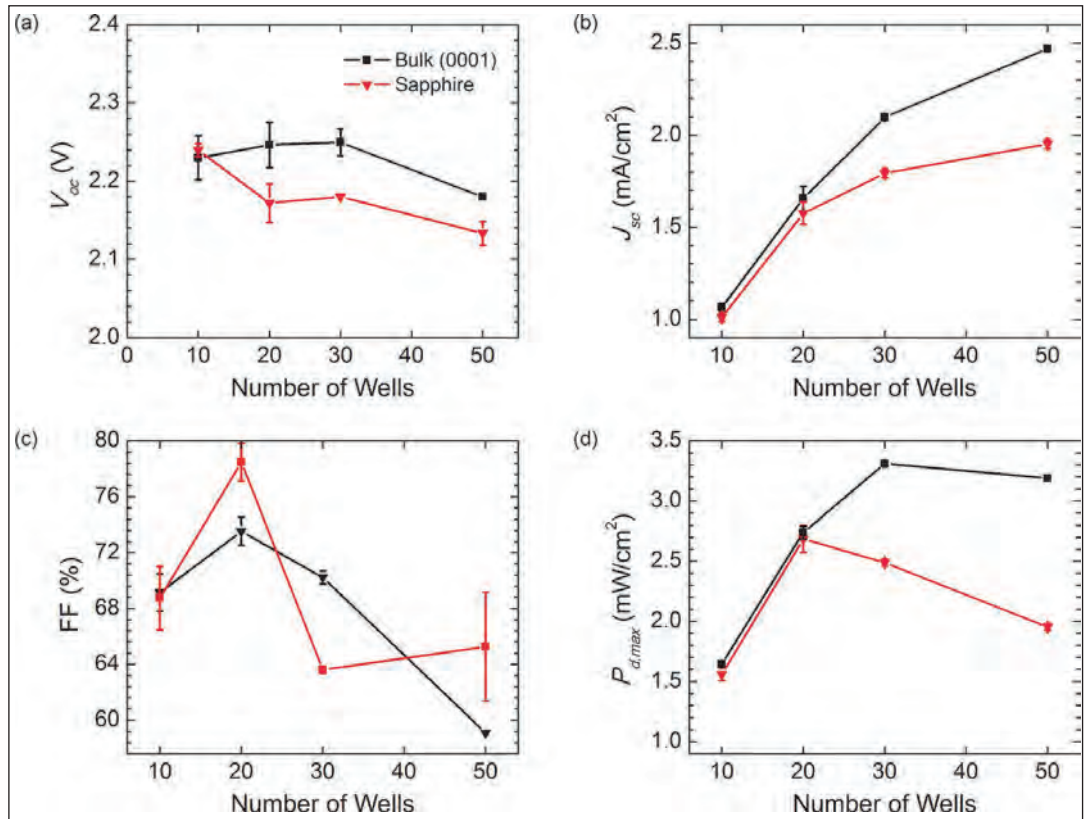 (a)
2.4
2.3
2.2
2.1
2.0
V_oc (V)
Bulk (0001)
Sapphire
0 10 20 30 40 50
Number of Wells
(b)
2.5
2.0
1.5
1.0
J_sc (mA/cm²)
10 20 30 40 50
Number of Wells
(c)
80
76
72
68
64
60
FF (%)
10 20 30 40 50
Number of Wells
(d)
3.5
3.0
2.5
2.0
1.5
1.0
P_d,max (mW/cm²)
10 20 30 40 50
Number of Wells